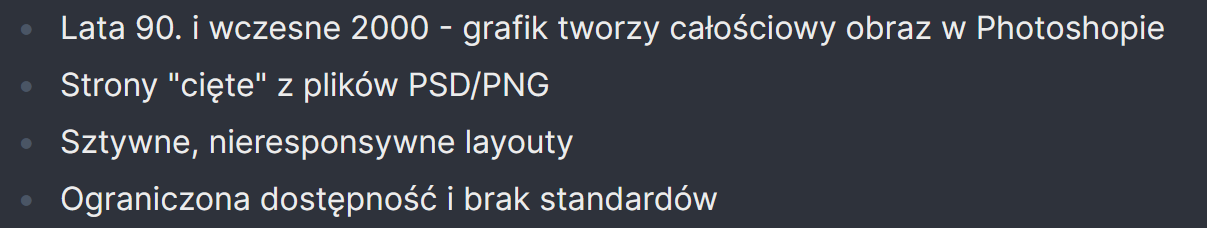 Lata 90. i wczesne 2000 - grafik tworzy całościowy obraz w Photoshopie
Strony "cięte" z plików PSD/PNG
Sztywne, nieresponsywne layouty
Ograniczona dostępność i brak standardów